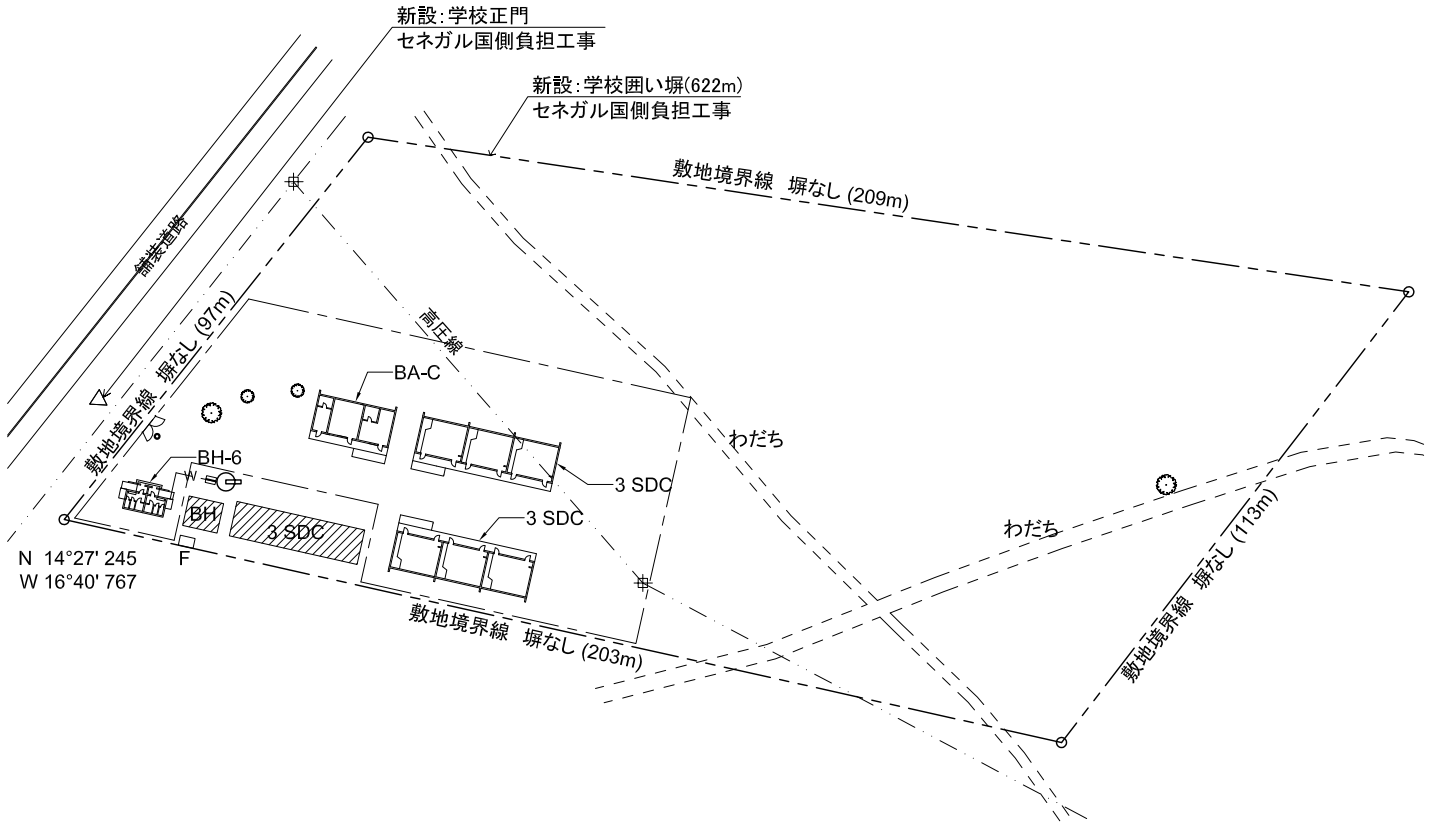 新設:学校正門
セネガル国側負担工事
新設:学校囲い塀(622m)
セネガル国側負担工事
敷地境界線 塀なし (209m)
舗装道路
敷地境界線 塀なし (97m)
高圧線
BA-C
わだち
BH-6
3 SDC
W
BH
3 SDC
3 SDC
わだち
F
N 14°27' 245
W 16°40' 767
敷地境界線 塀なし (203m)
敷地境界線 塀なし (113m)